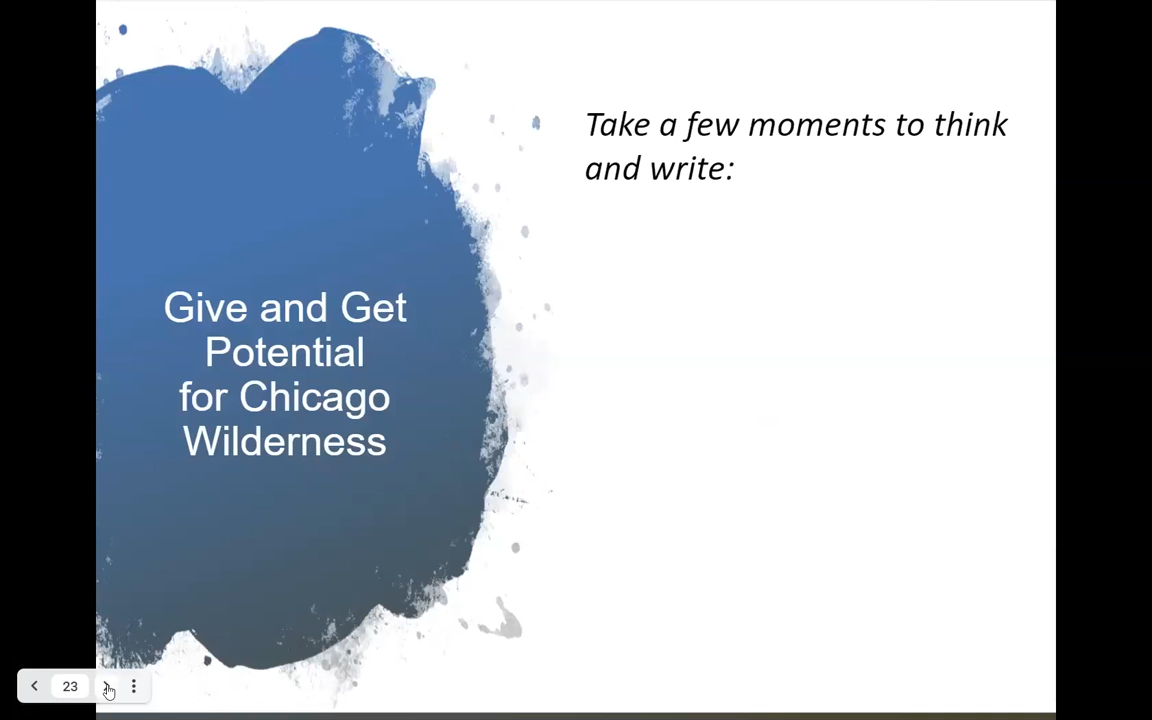 Take a few moments to think
and write:
Give and Get
Potential
for Chicago
Wilderness
23